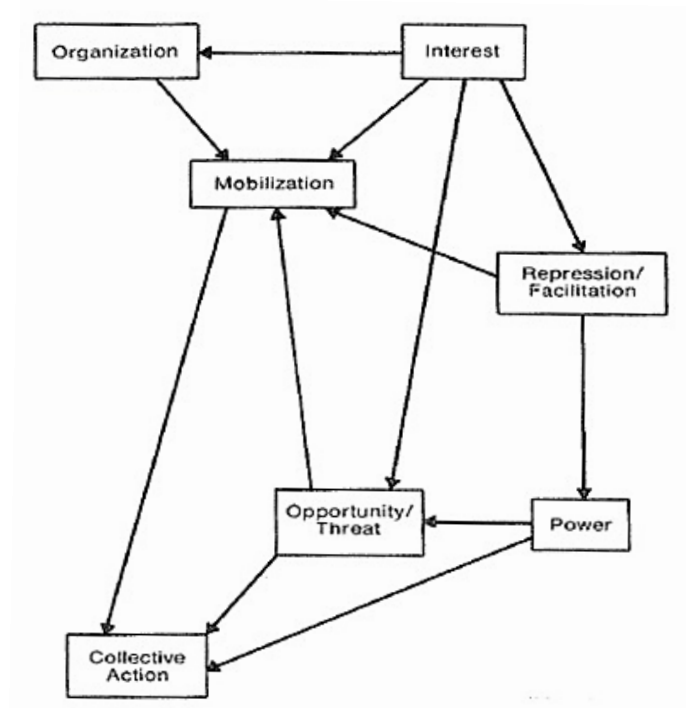 Organization
Interest
Mobilization
Repression/
Facilitation
Opportunity/
Threat
Power
Collective
Action